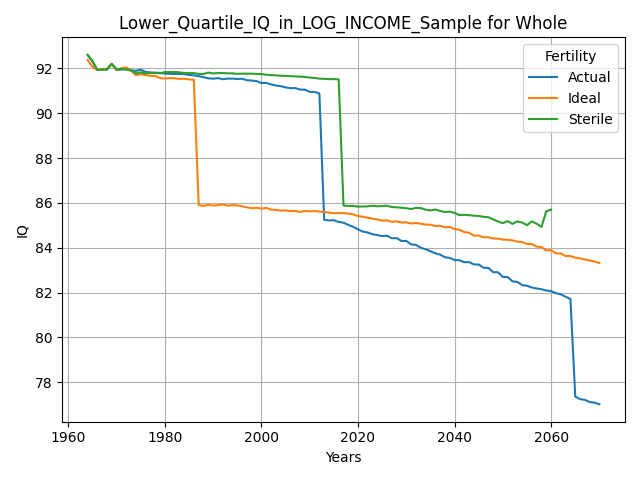 Lower_Quartile_IQ_in_LOG_INCOME_Sample for Whole
Fertility
Actual
Ideal
Sterile
IQ
92
90
88
86
84
82
80
78
1960
1980
2000
2020
2040
2060
Years